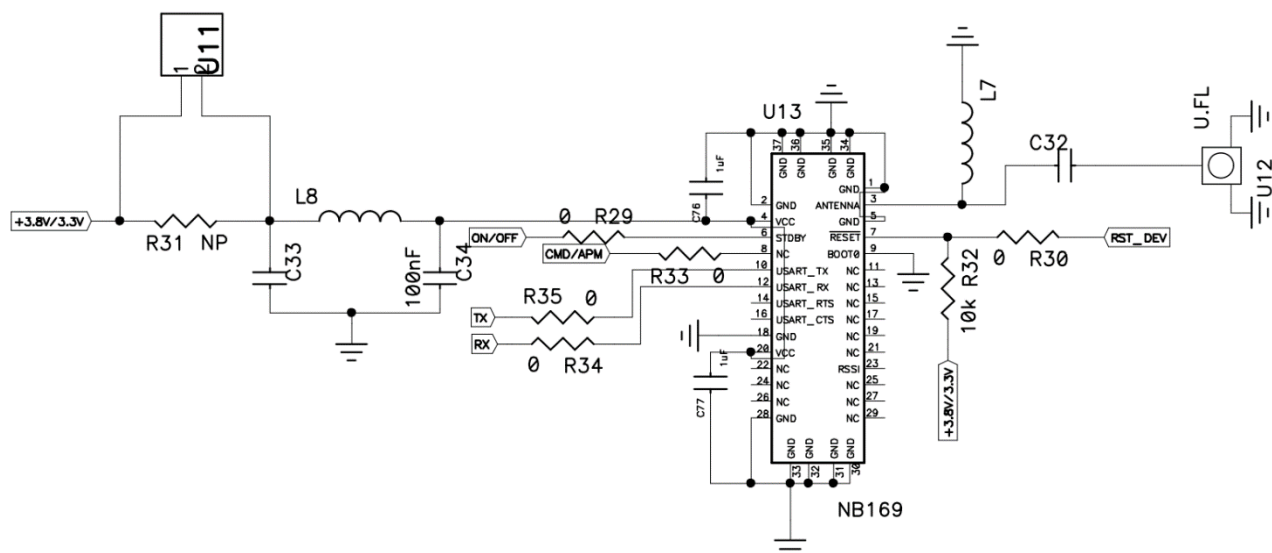 U11
1
2
+3.8V/3.3V
R31 NP
L8
C33
100nF
C34
ON/OFF
0 R29
CMD/APM
R33 0
TX
R35 0
RX
0 R34
C76
1uF
C77
1uF
U13
37 36 35 34
GND GND GND GND
2 GND
4 VCC
6 STDBY
8 NC
10 USART_TX
12 USART_RX
14 USART_RTS
16 USART_CTS
18 GND
20 VCC
22 NC
24 NC
26 NC
28 GND
GND 1
ANTENNA 3
GND 5
RESET 7
BOOT0 9
NC 11
NC 13
NC 15
NC 17
NC 19
NC 21
RSSI 23
NC 25
NC 27
NC 29
GND GND GND GND
33 32 31 30
NB169
L7
C32
U.FL
U12
0 R30
RST_DEV
10k R32
+3.8V/3.3V